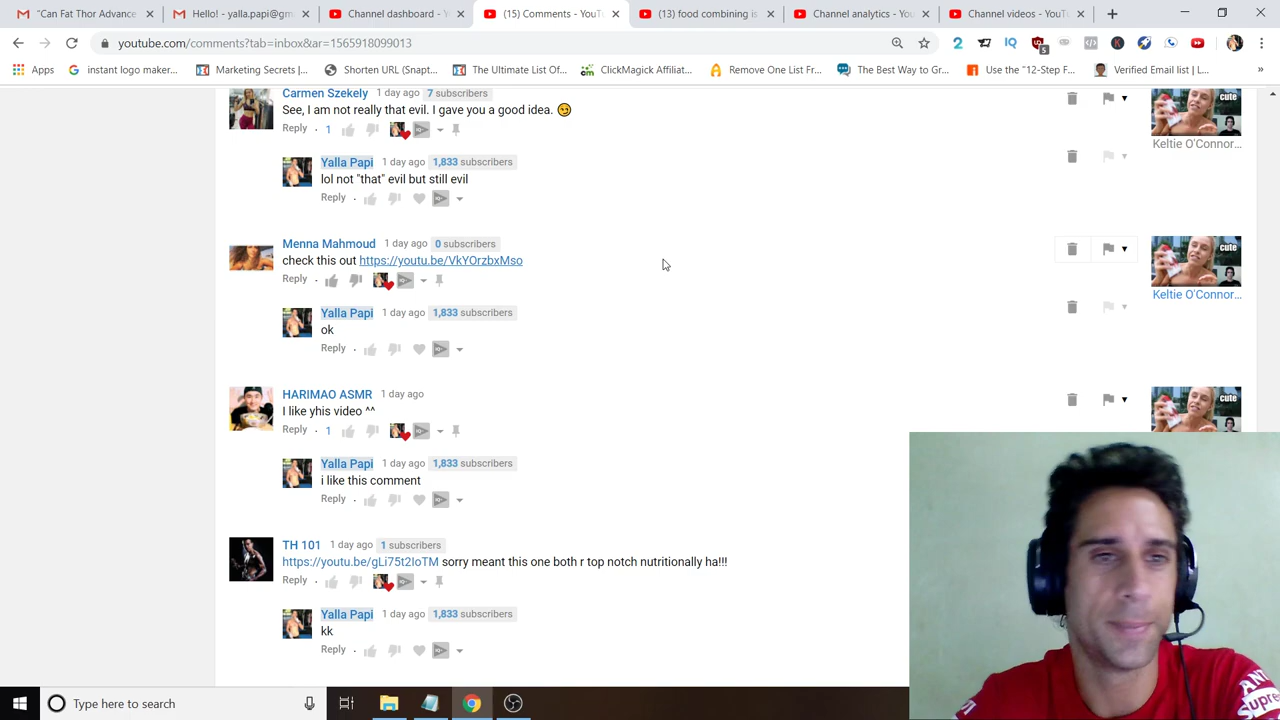 "Can Fat Thor Advance
Hello! - yalla.papi@gm
Channel dashboard - Y
(15) Comments - YouT
(13) food combining is
Channel analytics - Yo
Channel videos - YouT
youtube.com/comments?tab=inbox&ar=1565918099013
Apps
instant logo maker...
Marketing Secrets |...
Shorten URL (Snapt...
The Ultimate List Of...
ClickMagick Affiliat...
Remove One List Fr...
The Best Way to Gr...
Use the "12-Step F...
Verified Email list | L...
Carmen Szekely 1 day ago 7 subscribers
See, I am not really that evil. I gave you a good idea.
Reply · 1
cute
Keltie O'Connor...
Yalla Papi 1 day ago 1,833 subscribers
lol not "that" evil but still evil
Reply ·
Menna Mahmoud 1 day ago 0 subscribers
check this out https://youtu.be/VkYOrzbxMso
Reply ·
cute
Keltie O'Connor...
Yalla Papi 1 day ago 1,833 subscribers
ok
Reply ·
HARIMAO ASMR 1 day ago
I like yhis video ^^
Reply · 1
cute
Yalla Papi 1 day ago 1,833 subscribers
i like this comment
Reply ·
TH 101 1 day ago 1 subscribers
https://youtu.be/gLi75t2IoTM sorry meant this one both r top notch nutritionally ha!!!
Reply ·
Yalla Papi 1 day ago 1,833 subscribers
kk
Reply ·
Type here to search